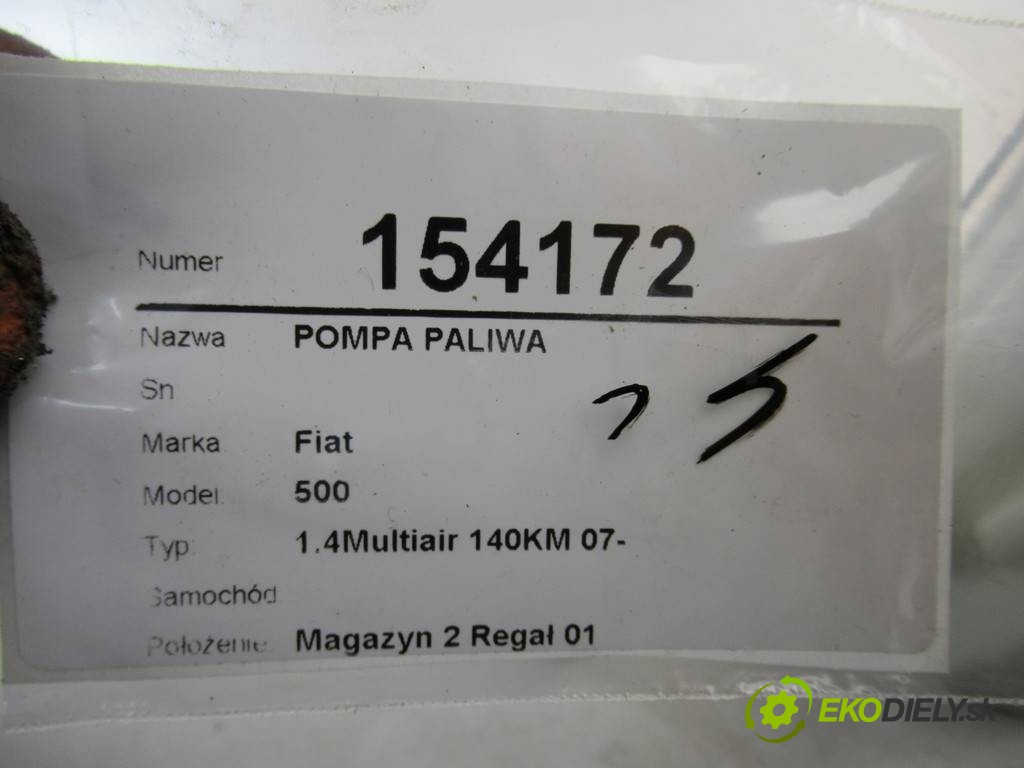 Numer 154172
Nazwa POMPA PALIWA
Sn
Marka Fiat
Model 500
Typ: 1.4Multiair 140KM 07-
Samochód
Położenie: Magazyn 2 Regał 01
EKODIELY.sk